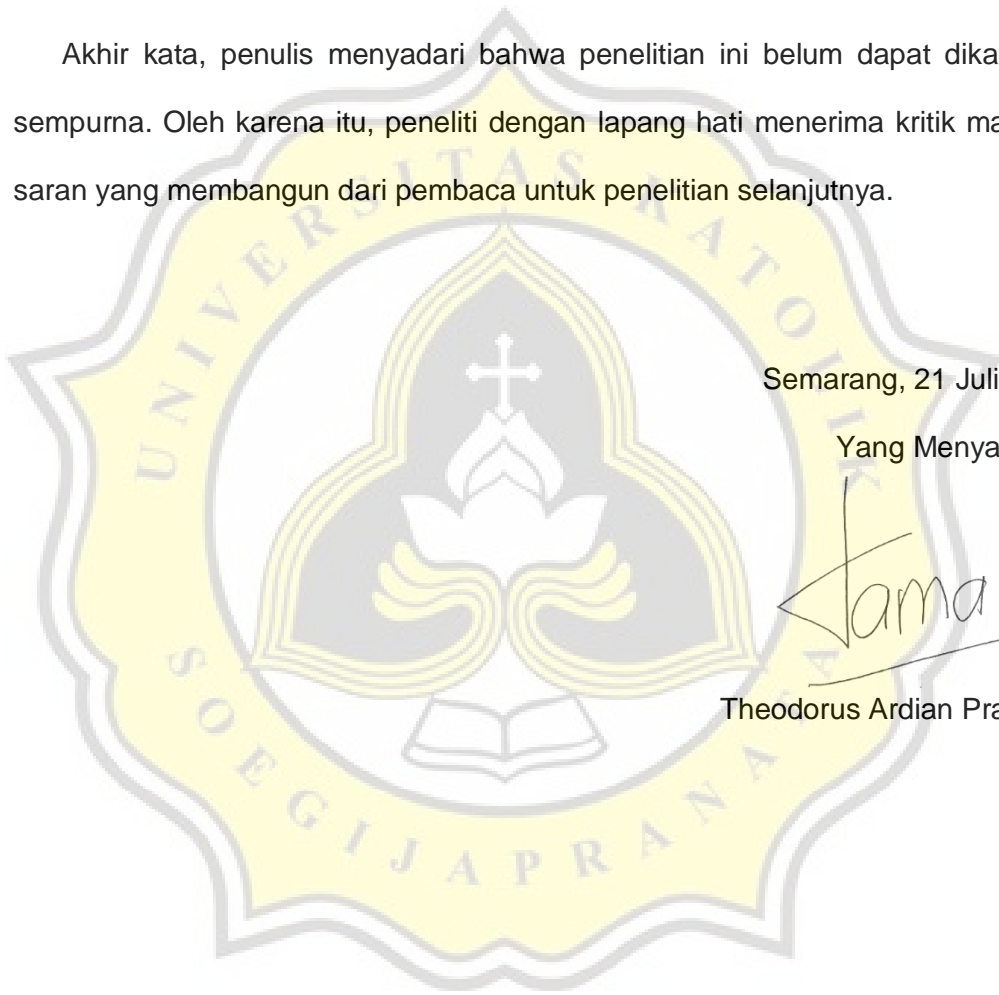 Akhir kata, penulis menyadari bahwa penelitian ini belum dapat dika
sempurna. Oleh karena itu, peneliti dengan lapang hati menerima kritik ma
saran yang membangun dari pembaca untuk penelitian selanjutnya.
UNIVERSITAS KATOLIK
Semarang, 21 Juli
Yang Menya
Tama
Theodorus Ardian Pra
SOEGIJAPRANATA